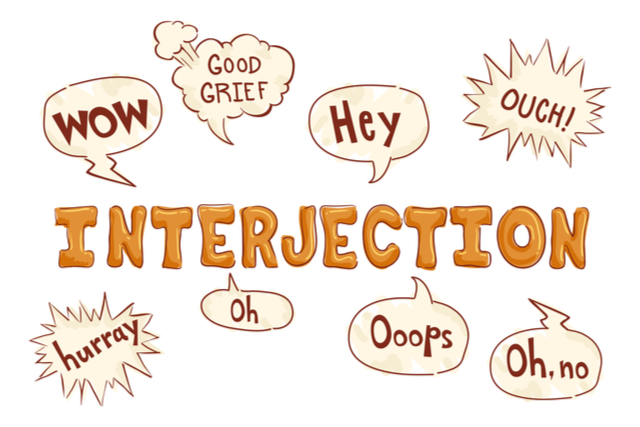 GOOD
GRIEF
WOW
Hey
OUCH!
INTERJECTION
hurray
Oh
Ooops
Oh, no